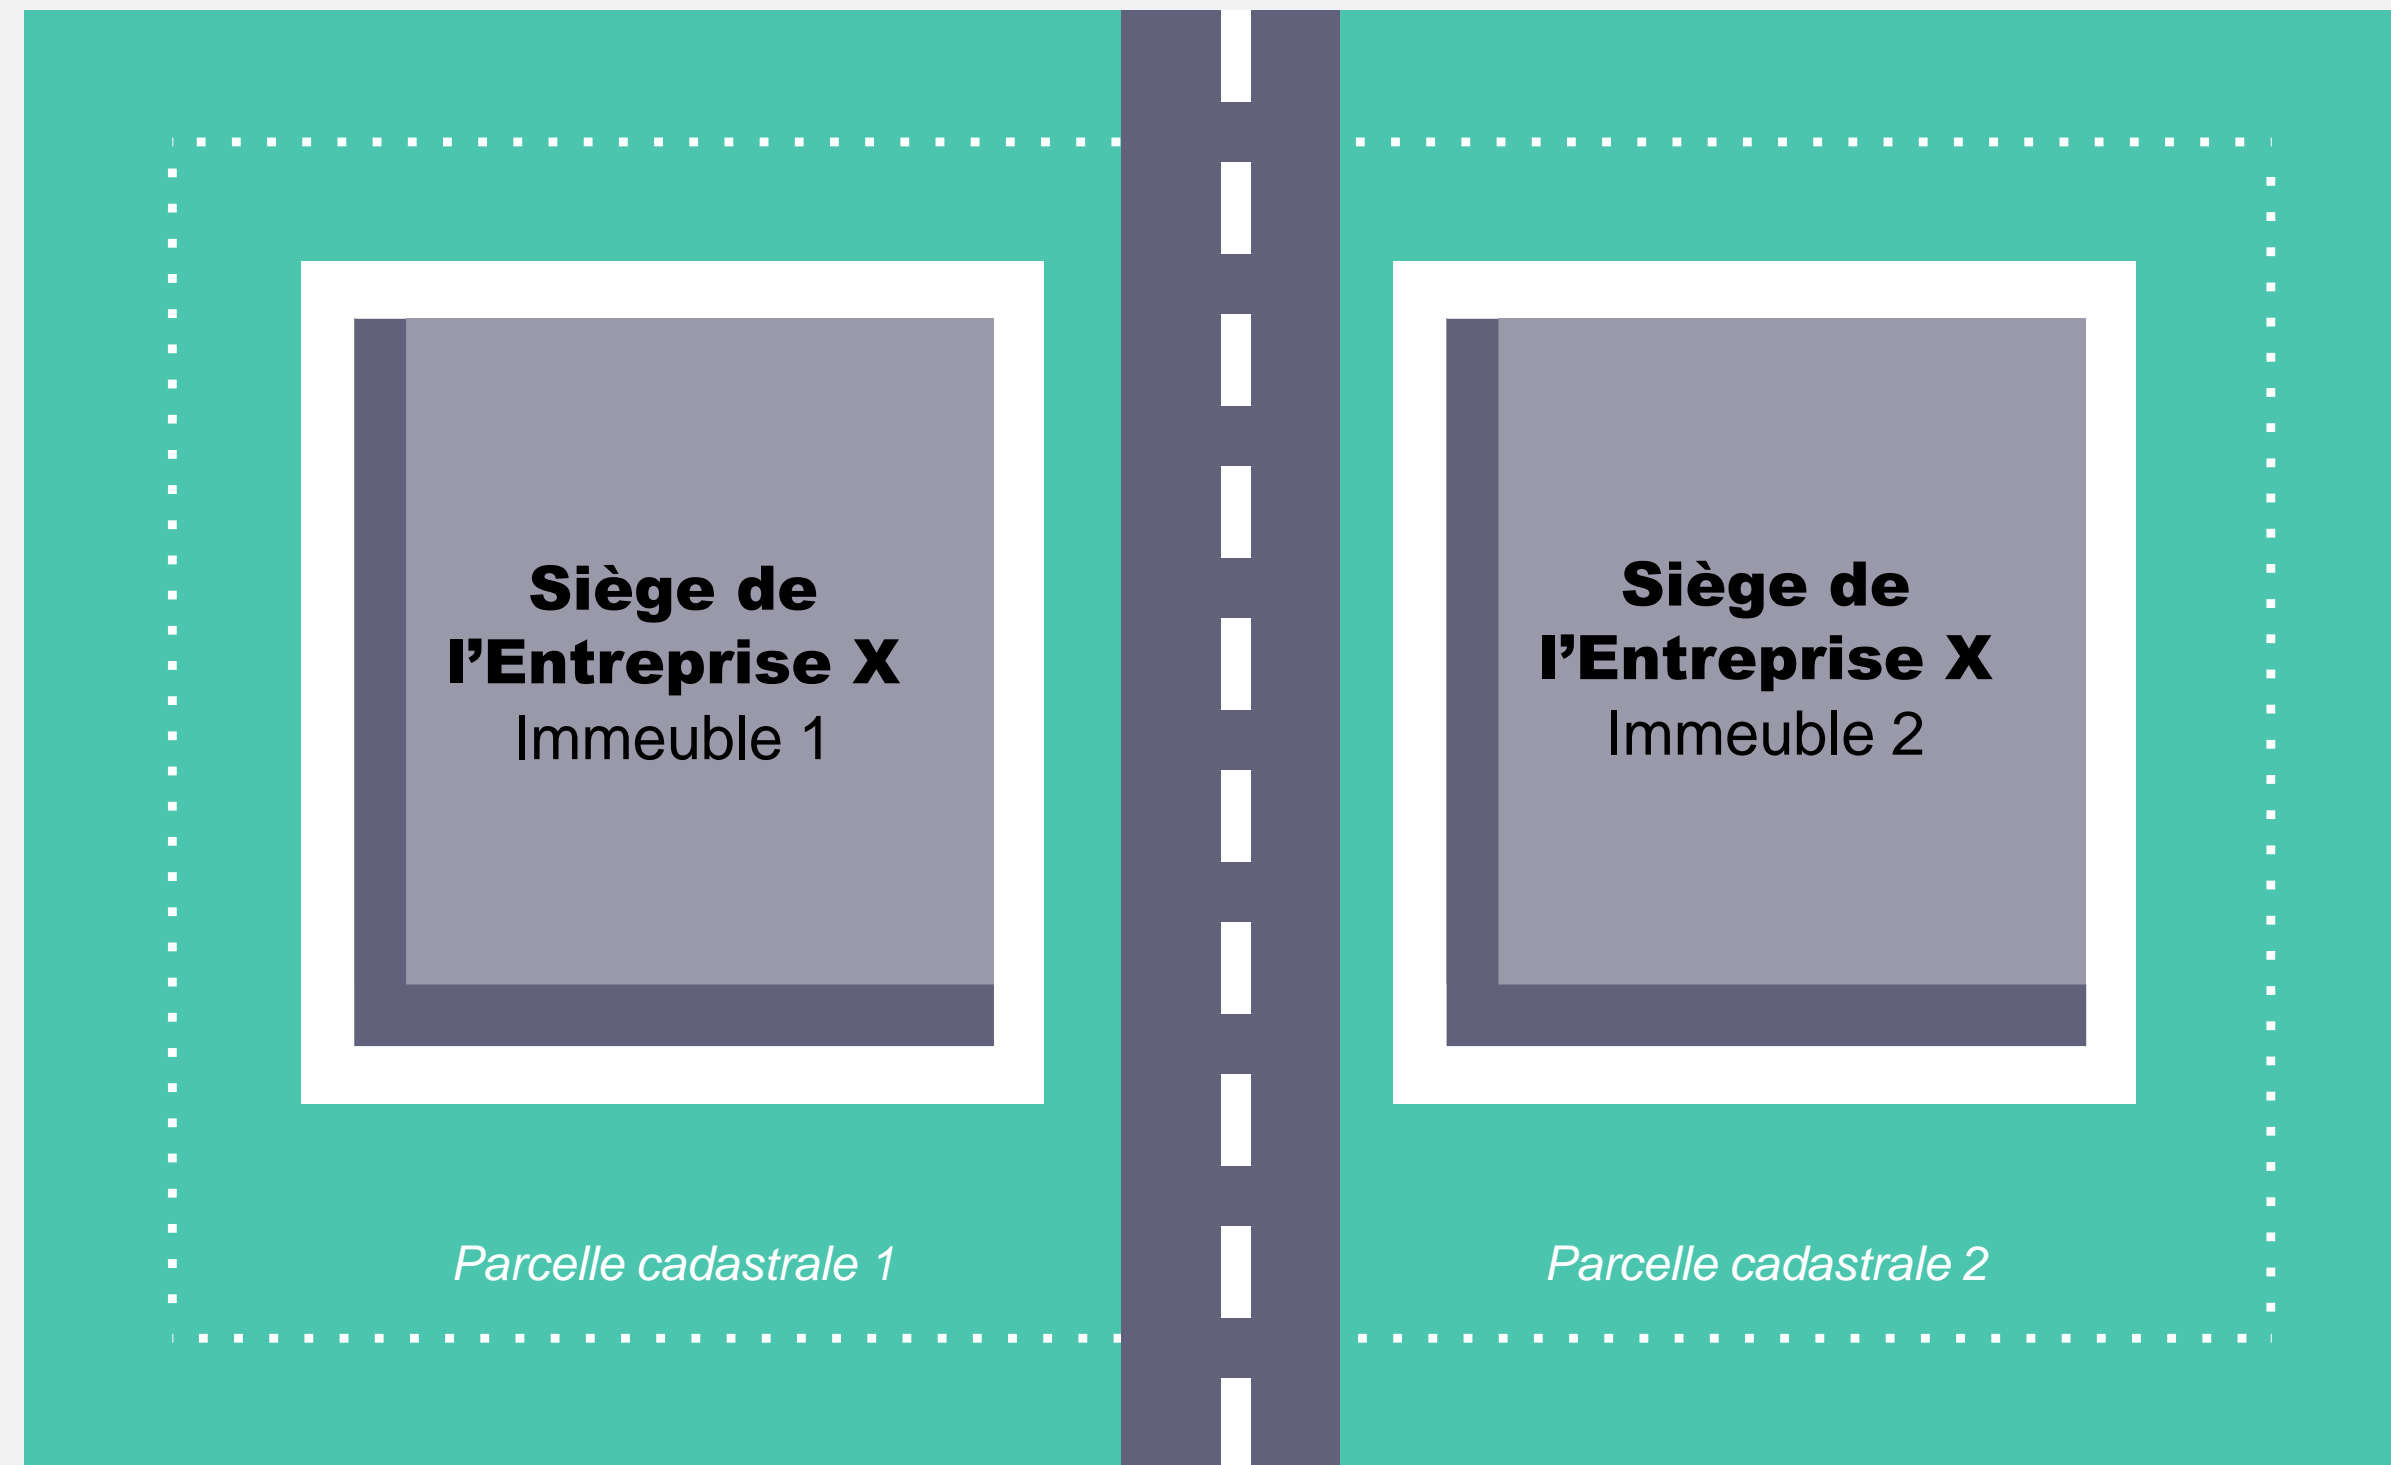 Siège de
l’Entreprise X
Immeuble 1
Parcelle cadastrale 1
Siège de
l’Entreprise X
Immeuble 2
Parcelle cadastrale 2